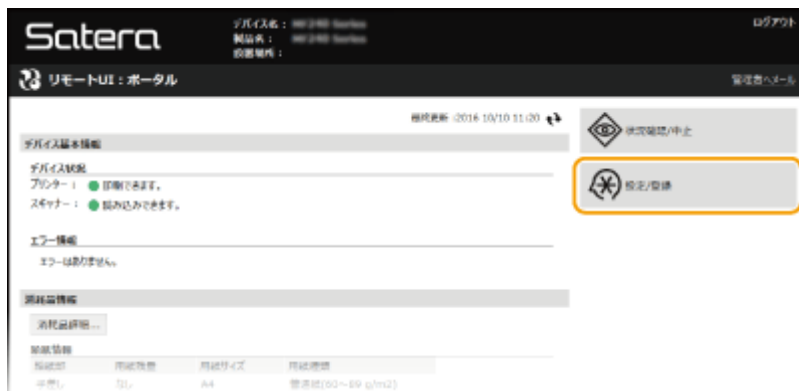 Satera
デバイス名 :
製品名 :
設置場所 :
ログアウト
リモートUI : ポータル
管理者へメール
最終更新 :2016 10/10 11:20
デバイス基本情報
デバイス状況
プリンター : 印刷できます。
スキャナー : 読み込みできます。
エラー情報
エラーはありません。
消耗品情報
消耗品詳細...
給紙情報
給紙部 用紙残量 用紙サイズ 用紙種類
手差し なし A4 普通紙(60～89 g/m2)
状況確認/中止
設定/登録